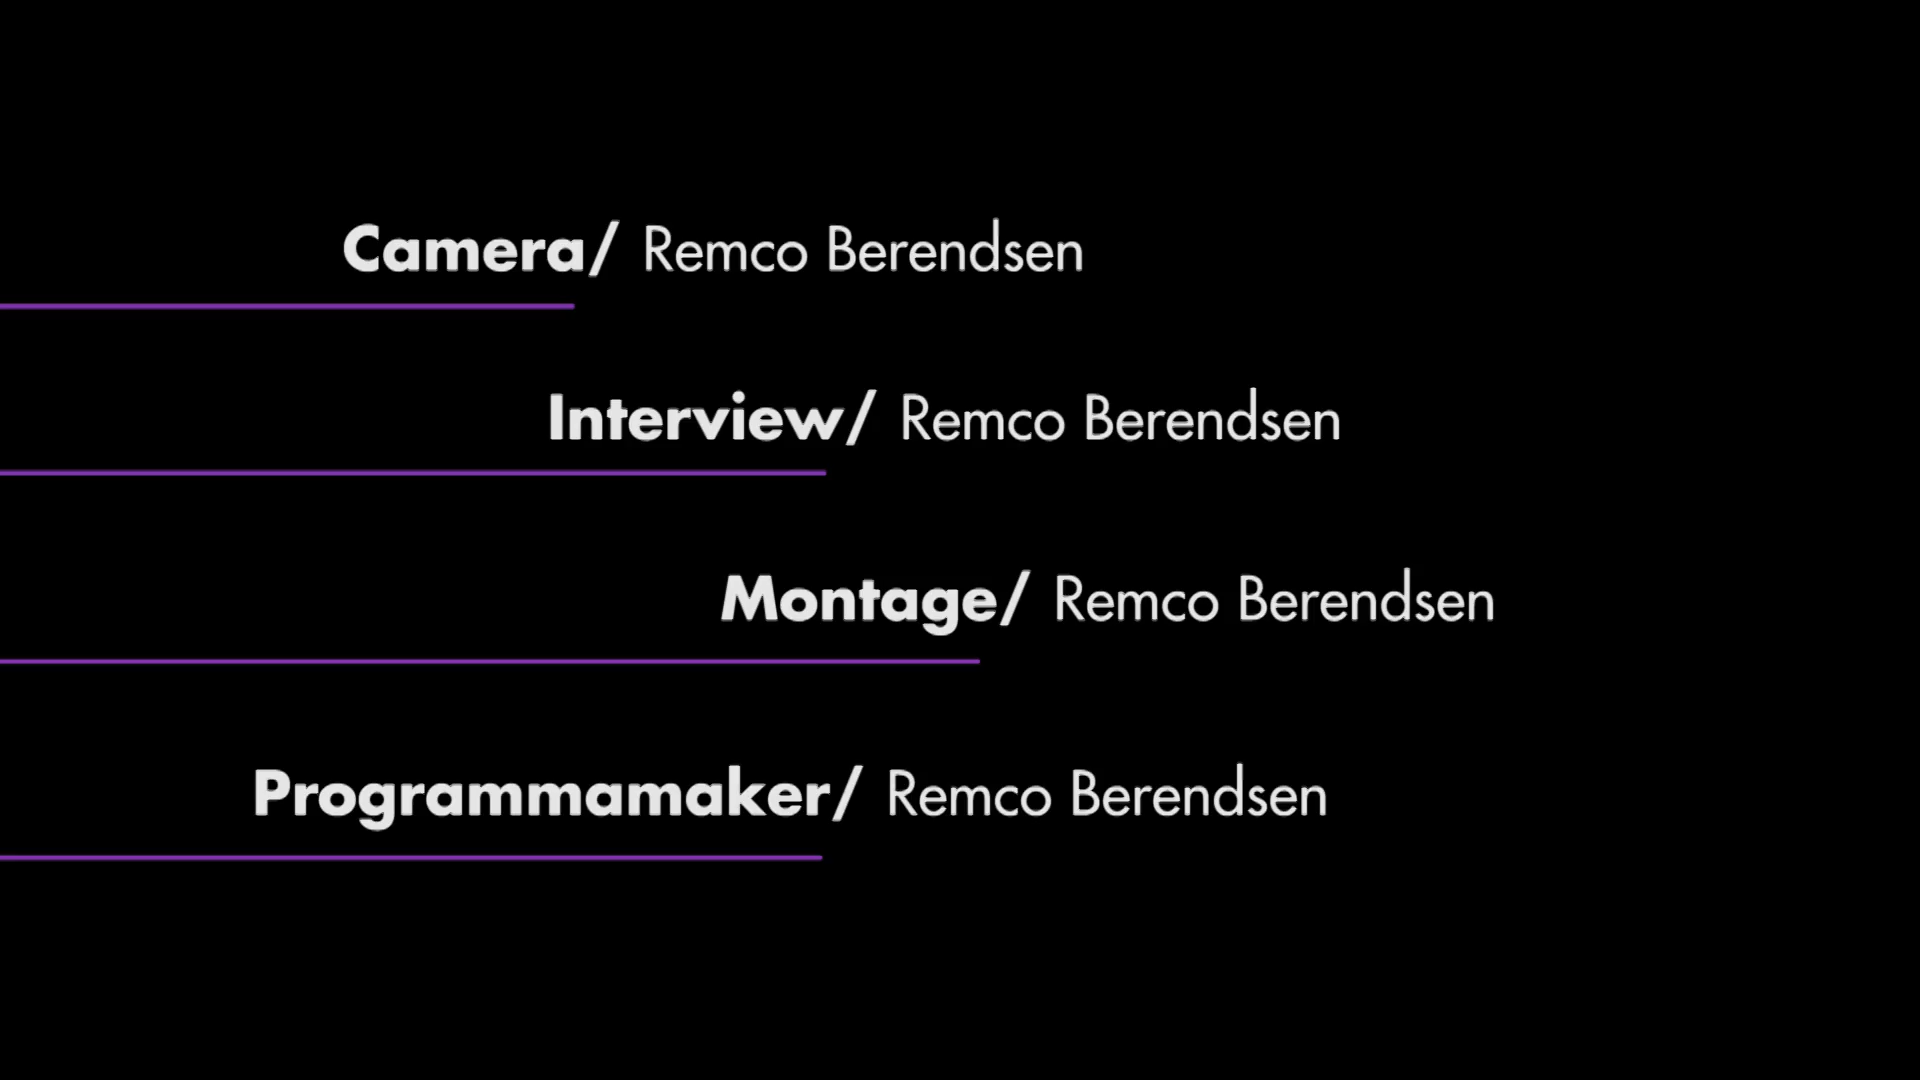 Camera/ Remco Berendsen
Interview/ Remco Berendsen
Montage/ Remco Berendsen
Programmamaker/ Remco Berendsen